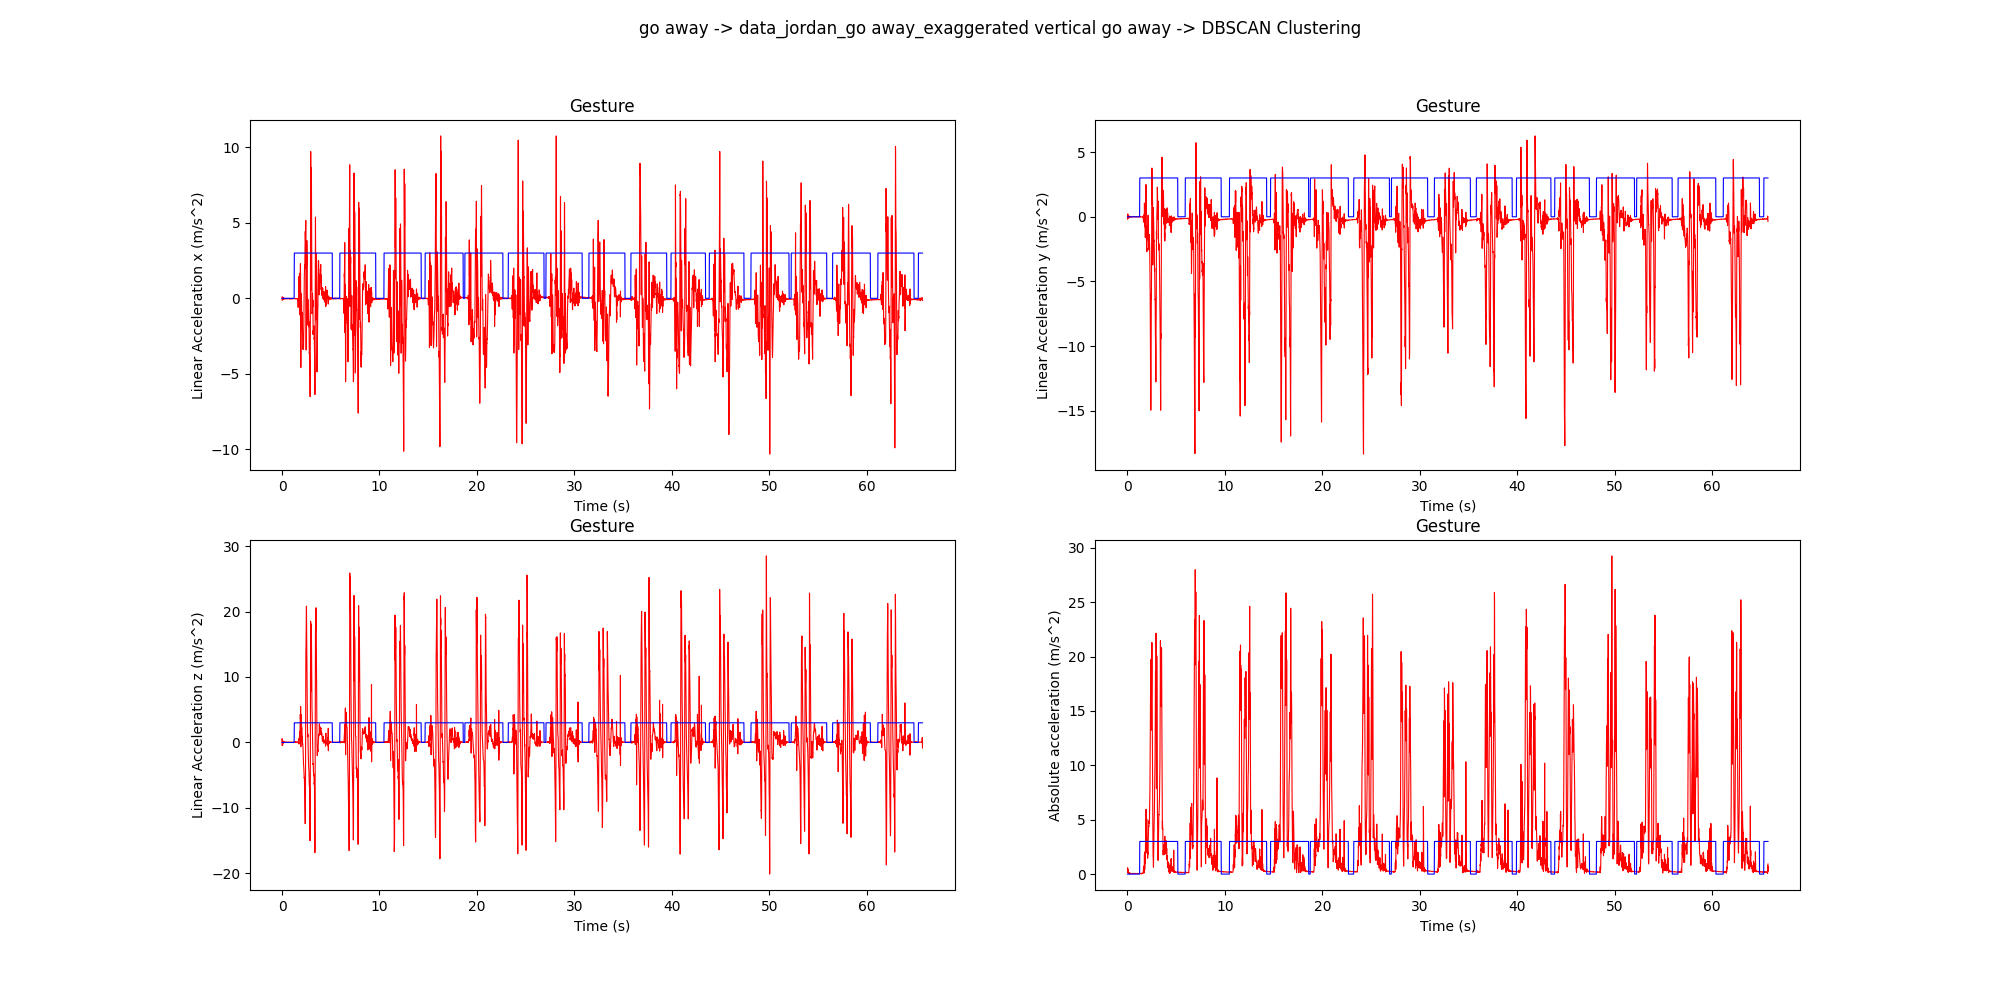 go away -> data_jordan_go away_exaggerated vertical go away -> DBSCAN Clustering
Gesture
Linear Acceleration x (m/s^2)
10
5
0
−5
−10
0 10 20 30 40 50 60
Time (s)
Gesture
Linear Acceleration y (m/s^2)
5
0
−5
−10
−15
0 10 20 30 40 50 60
Time (s)
Gesture
Linear Acceleration z (m/s^2)
30
20
10
0
−10
−20
0 10 20 30 40 50 60
Time (s)
Gesture
Absolute acceleration (m/s^2)
30
25
20
15
10
5
0
0 10 20 30 40 50 60
Time (s)